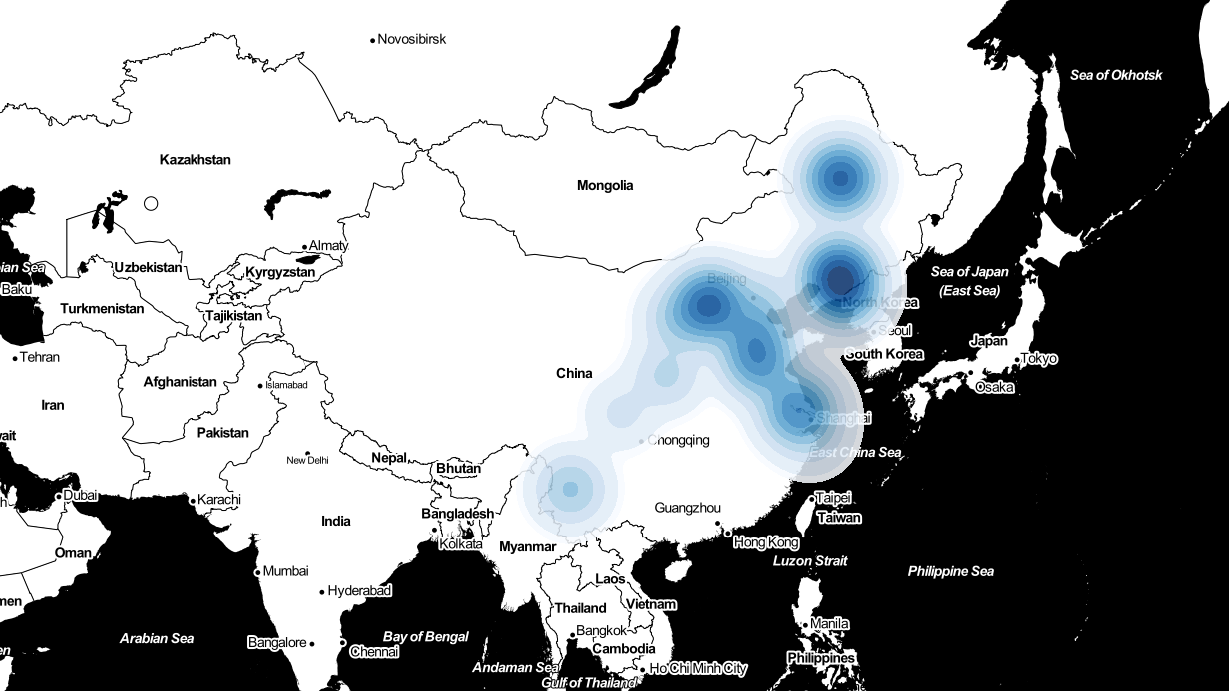 Novosibirsk
Sea of Okhotsk
Kazakhstan
Mongolia
Almaty
ian Sea
Uzbekistan
Kyrgyzstan
Beijing
Sea of Japan
(East Sea)
Baku
Turkmenistan
Tajikistan
North Korea
Seoul
Tehran
South Korea
Japan
Tokyo
China
Afghanistan
Islamabad
Osaka
Iran
Pakistan
Shanghai
ait
New Delhi
Nepal
Bhutan
Chongqing
East China Sea
Dubai
Karachi
Bangladesh
Guangzhou
Taipei
Taiwan
India
Kolkata
Myanmar
Hong Kong
Oman
Luzon Strait
Mumbai
Philippine Sea
Laos
Hyderabad
men
Thailand
Vietnam
Manila
Arabian Sea
Bay of Bengal
Bangkok
Bangalore
Chennai
Cambodia
en
Philippines
Andaman Sea
Ho Chi Minh City
Gulf of Thailand